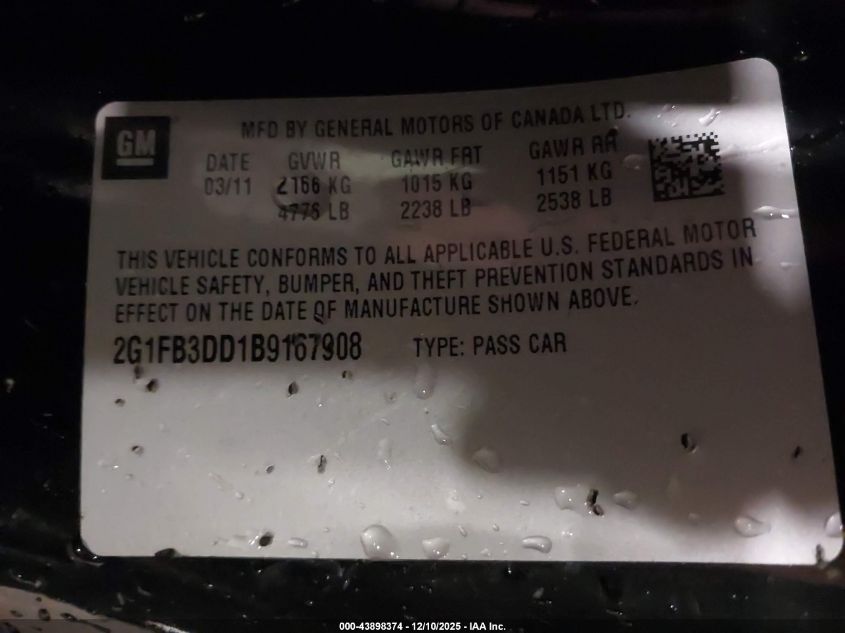 GM
MFD BY GENERAL MOTORS OF CANADA LTD.
DATE GVWR GAWR FRT GAWR RR
03/11 2166 KG 1015 KG 1151 KG
4775 LB 2238 LB 2538 LB
THIS VEHICLE CONFORMS TO ALL APPLICABLE U.S. FEDERAL MOTOR
VEHICLE SAFETY, BUMPER, AND THEFT PREVENTION STANDARDS IN
EFFECT ON THE DATE OF MANUFACTURE SHOWN ABOVE.
2G1FB3DD1B9167908 TYPE: PASS CAR
000-43898374 - 12/10/2025 - IAA Inc.